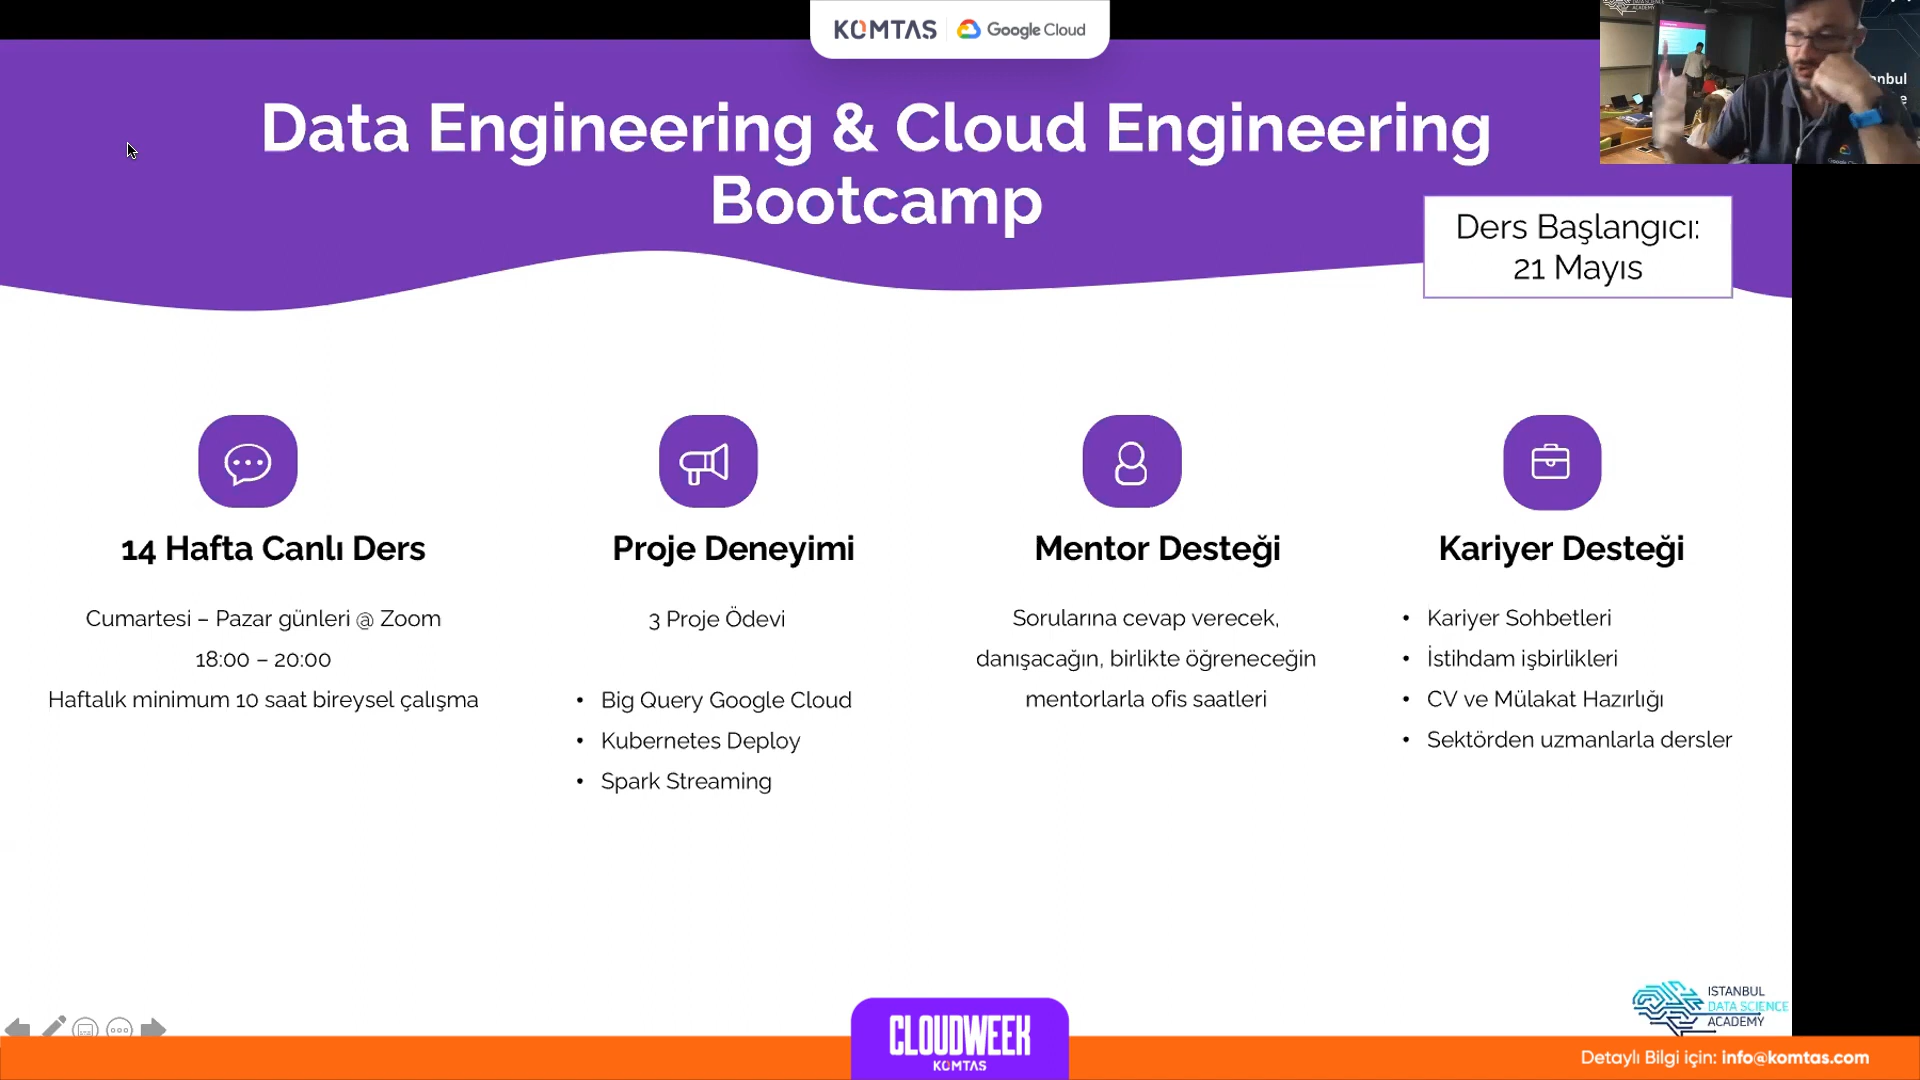 KOMTAS Google Cloud
Data Engineering & Cloud Engineering
Bootcamp
Ders Başlangıcı:
21 Mayıs
14 Hafta Canlı Ders
Cumartesi – Pazar günleri @ Zoom
18:00 – 20:00
Haftalık minimum 10 saat bireysel çalışma
Proje Deneyimi
3 Proje Ödevi
• Big Query Google Cloud
• Kubernetes Deploy
• Spark Streaming
Mentor Desteği
Sorularına cevap verecek,
danışacağın, birlikte öğreneceğin
mentorlarla ofis saatleri
Kariyer Desteği
• Kariyer Sohbetleri
• İstihdam işbirlikleri
• CV ve Mülakat Hazırlığı
• Sektörden uzmanlarla dersler
ISTANBUL
DATA SCIENCE
ACADEMY
CLOUDWEEK
KOMTAS
Detaylı Bilgi için: info@komtas.com